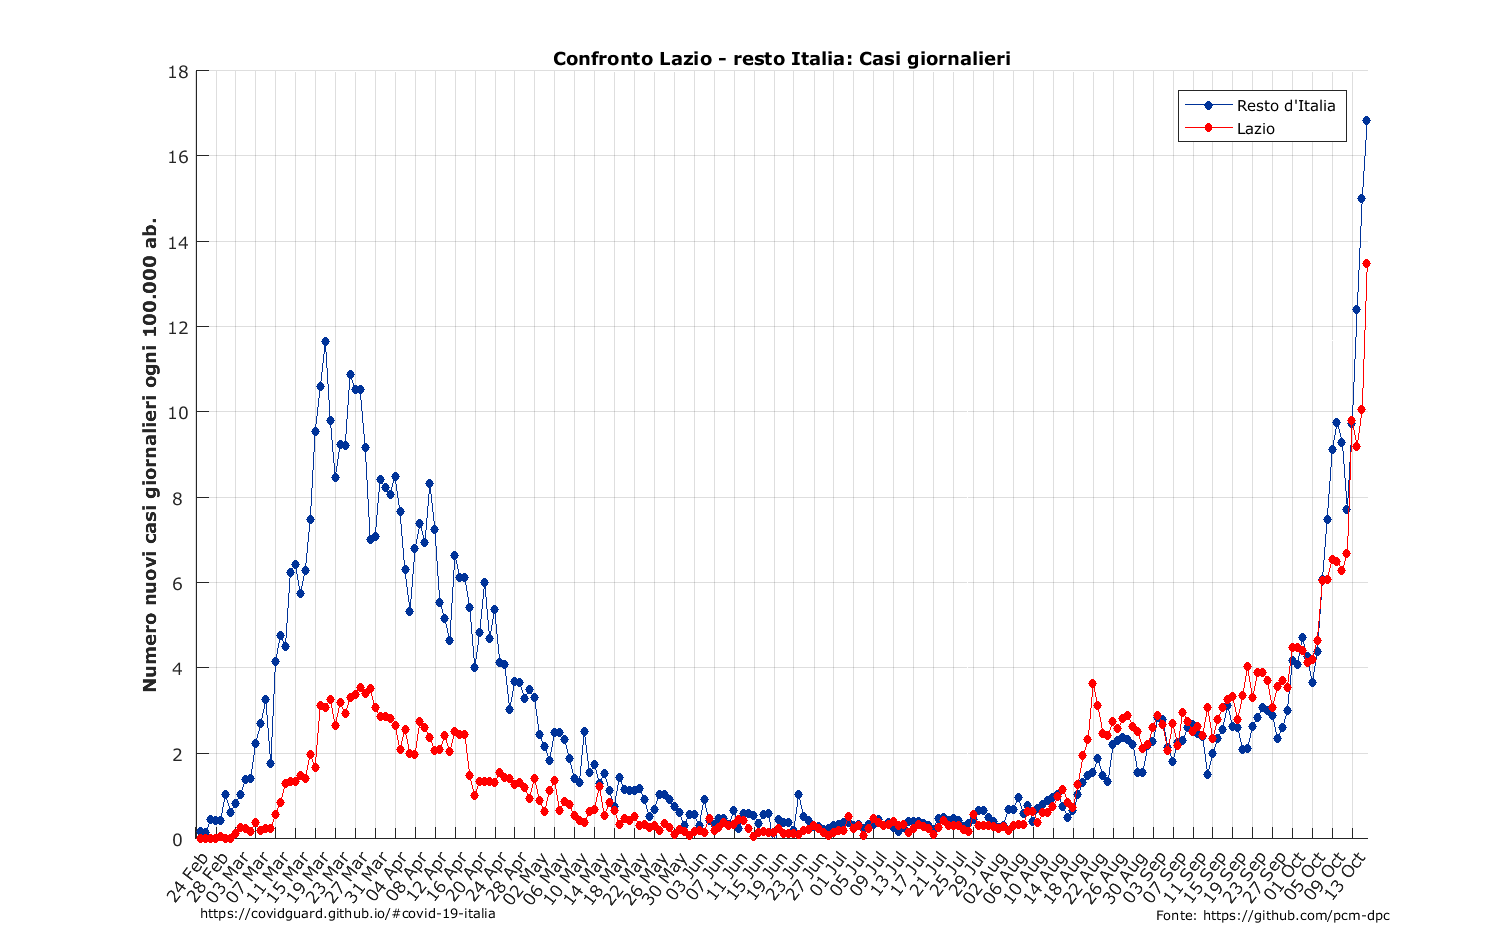 Confronto Lazio - resto Italia: Casi giornalieri
Resto d'Italia
Lazio
Numero nuovi casi giornalieri ogni 100.000 ab.
18
16
14
12
10
8
6
4
2
0
24 Feb
28 Feb
03 Mar
07 Mar
11 Mar
15 Mar
19 Mar
23 Mar
27 Mar
31 Mar
04 Apr
08 Apr
12 Apr
16 Apr
20 Apr
24 Apr
28 Apr
02 May
06 May
10 May
14 May
18 May
22 May
26 May
30 May
03 Jun
07 Jun
11 Jun
15 Jun
19 Jun
23 Jun
27 Jun
01 Jul
05 Jul
09 Jul
13 Jul
17 Jul
21 Jul
25 Jul
29 Jul
02 Aug
06 Aug
10 Aug
14 Aug
18 Aug
22 Aug
26 Aug
30 Aug
03 Sep
07 Sep
11 Sep
15 Sep
19 Sep
23 Sep
27 Sep
01 Oct
05 Oct
09 Oct
13 Oct
https://covidguard.github.io/#covid-19-italia
Fonte: https://github.com/pcm-dpc